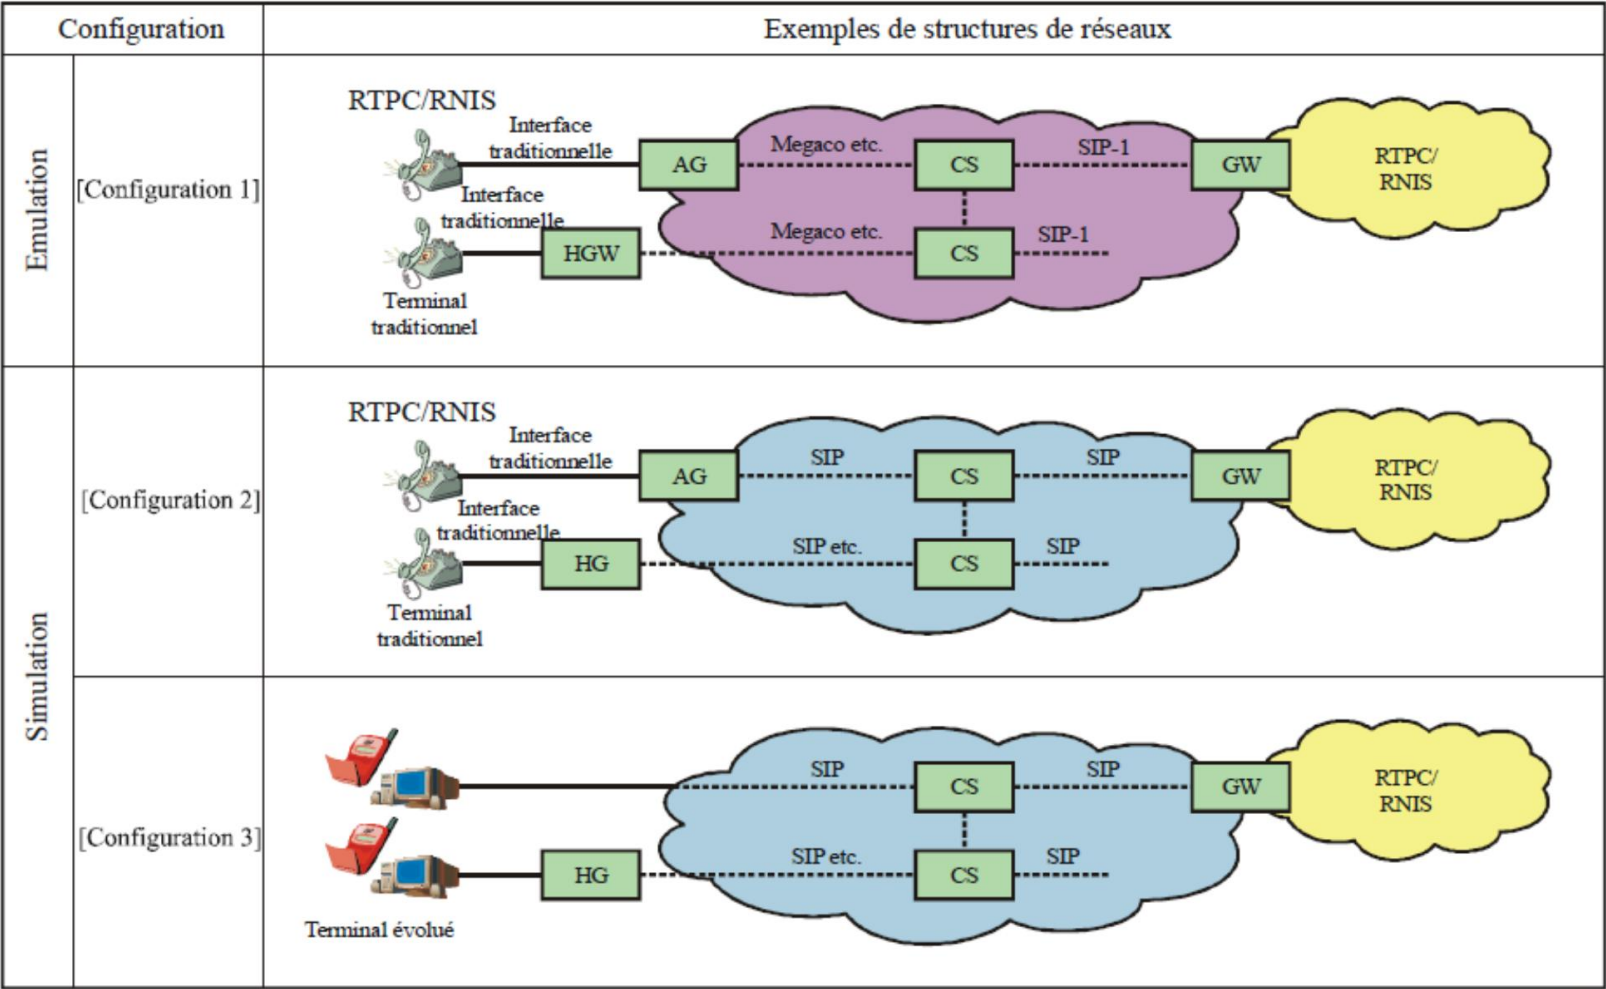 Configuration
Exemples de structures de réseaux
Emulation
[Configuration 1]
RTPC/RNIS
Interface
traditionnelle
AG
Megaco etc.
CS
SIP-1
GW
RTPC/
RNIS
Interface
traditionnelle
HGW
Megaco etc.
CS
SIP-1
Terminal
traditionnel
Simulation
[Configuration 2]
RTPC/RNIS
Interface
traditionnelle
AG
SIP
CS
SIP
GW
RTPC/
RNIS
Interface
traditionnelle
HG
SIP etc.
CS
SIP
Terminal
traditionnel
[Configuration 3]
SIP
CS
SIP
GW
RTPC/
RNIS
HG
SIP etc.
CS
SIP
Terminal évolué